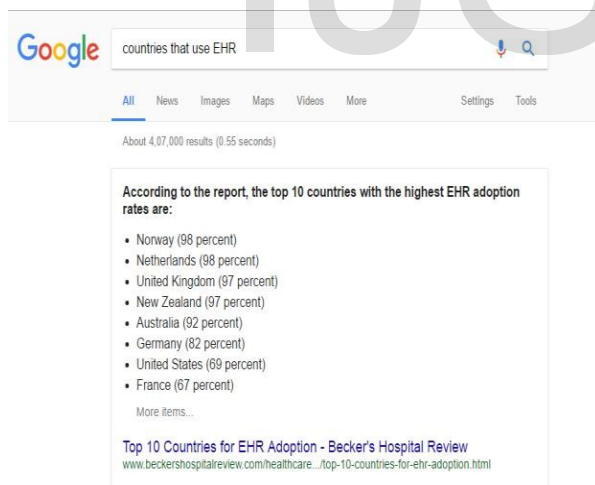 Google countries that use EHR
All News Images Maps Videos More Settings Tools
About 4,07,000 results (0.55 seconds)
According to the report, the top 10 countries with the highest EHR adoption
rates are:
• Norway (98 percent)
• Netherlands (98 percent)
• United Kingdom (97 percent)
• New Zealand (97 percent)
• Australia (92 percent)
• Germany (82 percent)
• United States (69 percent)
• France (67 percent)
More items...
Top 10 Countries for EHR Adoption - Becker's Hospital Review
www.beckershospitalreview.com/healthcare.../top-10-countries-for-ehr-adoption.html